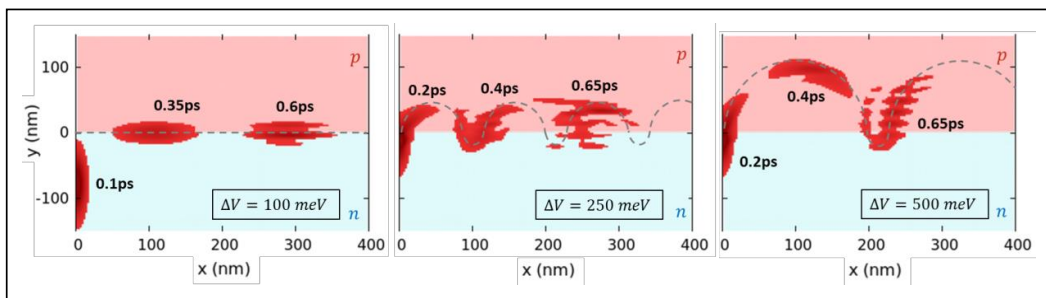 p
0.35ps
0.6ps
0.1ps
ΔV = 100 meV
n
y (nm)
100
0
-100
0
100
200
300
400
x (nm)
p
0.2ps
0.4ps
0.65ps
ΔV = 250 meV
n
0
100
200
300
400
x (nm)
p
0.4ps
0.65ps
0.2ps
ΔV = 500 meV
n
0
100
200
300
400
x (nm)